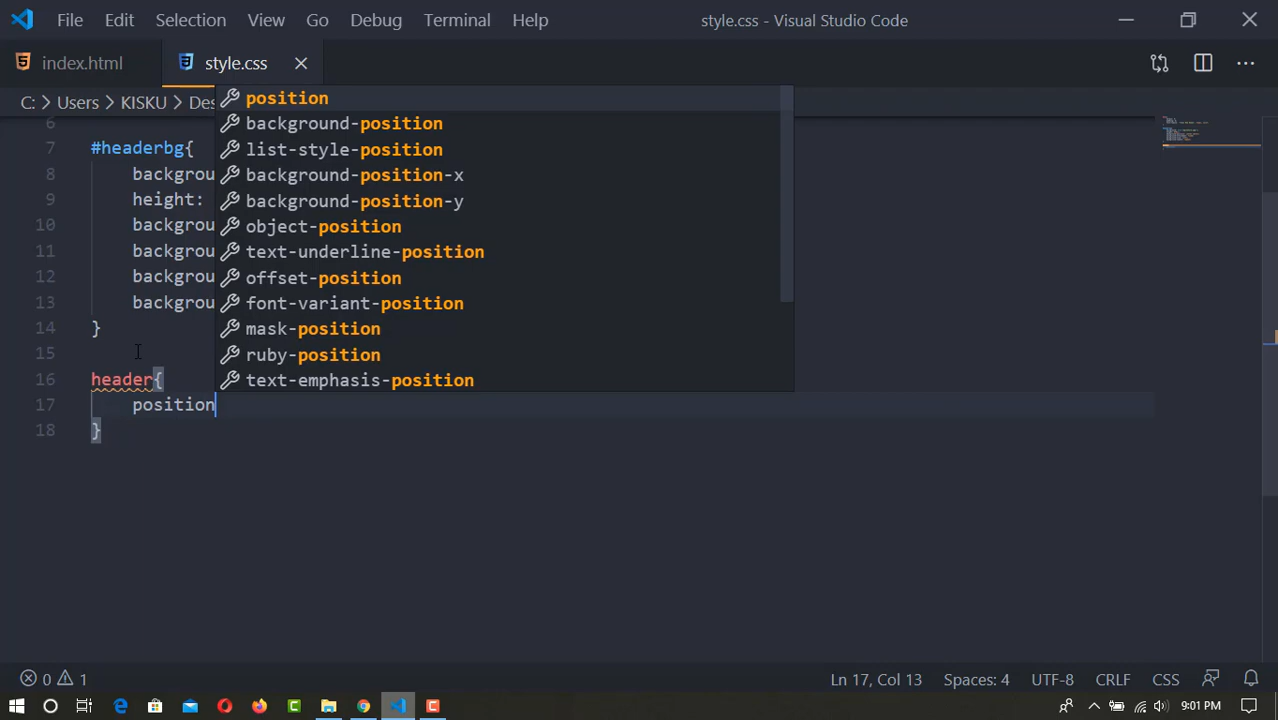 File Edit Selection View Go Debug Terminal Help style.css - Visual Studio Code
index.html style.css
C: > Users > KISKU > Des
position
background-position
list-style-position
background-position-x
background-position-y
object-position
text-underline-position
offset-position
font-variant-position
mask-position
ruby-position
text-emphasis-position
6
7 #headerbg{
8 backgrou
9 height:
10 backgrou
11 backgrou
12 backgrou
13 backgrou
14 }
15
16 header{
17 position
18 }
0 1 Ln 17, Col 13 Spaces: 4 UTF-8 CRLF CSS
9:01 PM